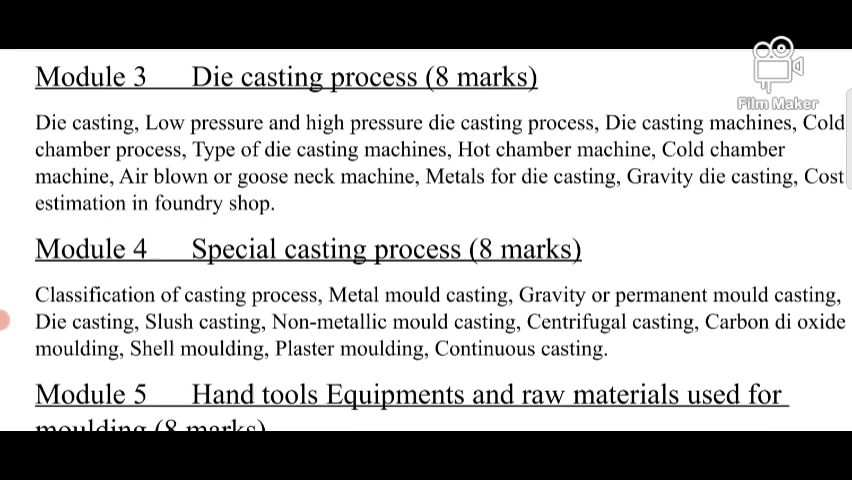 Film Maker
Module 3 Die casting process (8 marks)
Die casting, Low pressure and high pressure die casting process, Die casting machines, Cold
chamber process, Type of die casting machines, Hot chamber machine, Cold chamber
machine, Air blown or goose neck machine, Metals for die casting, Gravity die casting, Cost
estimation in foundry shop.
Module 4 Special casting process (8 marks)
Classification of casting process, Metal mould casting, Gravity or permanent mould casting,
Die casting, Slush casting, Non-metallic mould casting, Centrifugal casting, Carbon di oxide
moulding, Shell moulding, Plaster moulding, Continuous casting.
Module 5 Hand tools Equipments and raw materials used for
moulding (8 marks)